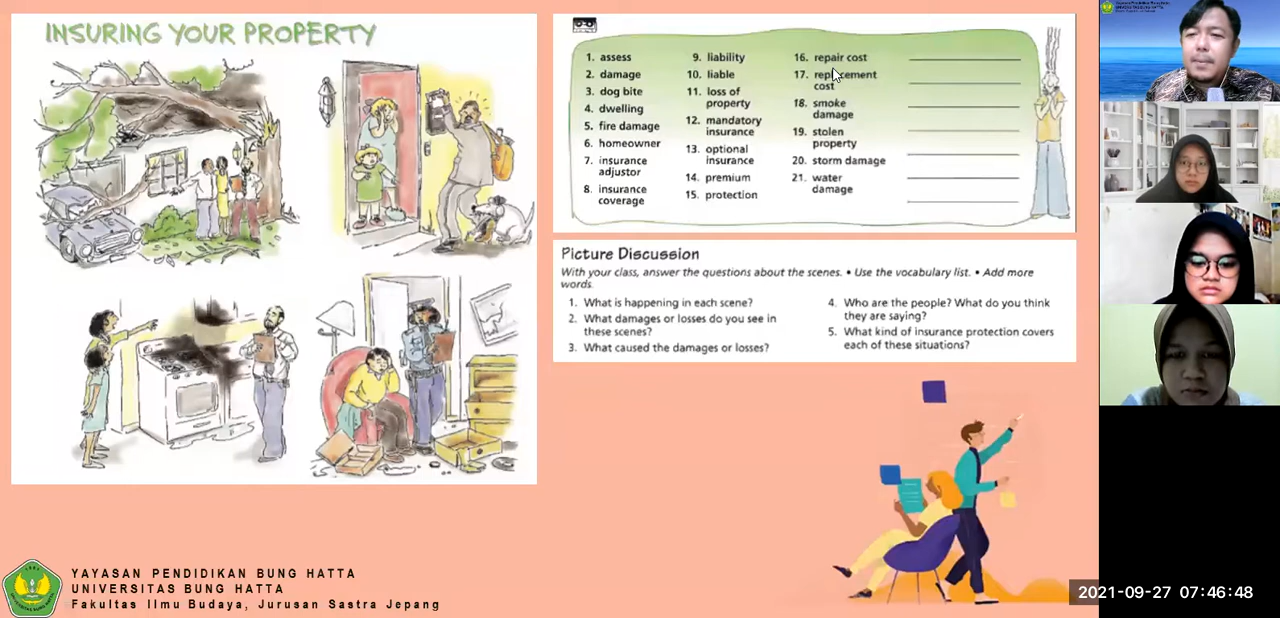 INSURING YOUR PROPERTY
1. assess
2. damage
3. dog bite
4. dwelling
5. fire damage
6. homeowner
7. insurance
adjustor
8. insurance
coverage
9. liability
10. liable
11. loss of
property
12. mandatory
insurance
13. optional
insurance
14. premium
15. protection
16. repair cost
17. replacement
cost
18. smoke
damage
19. stolen
property
20. storm damage
21. water
damage
Picture Discussion
With your class, answer the questions about the scenes. • Use the vocabulary list. • Add more
words.
1. What is happening in each scene?
2. What damages or losses do you see in
these scenes?
3. What caused the damages or losses?
4. Who are the people? What do you think
they are saying?
5. What kind of insurance protection covers
each of these situations?
YAYASAN PENDIDIKAN BUNG HATTA
UNIVERSITAS BUNG HATTA
Fakultas Ilmu Budaya, Jurusan Sastra Jepang
2021-09-27 07:46:48